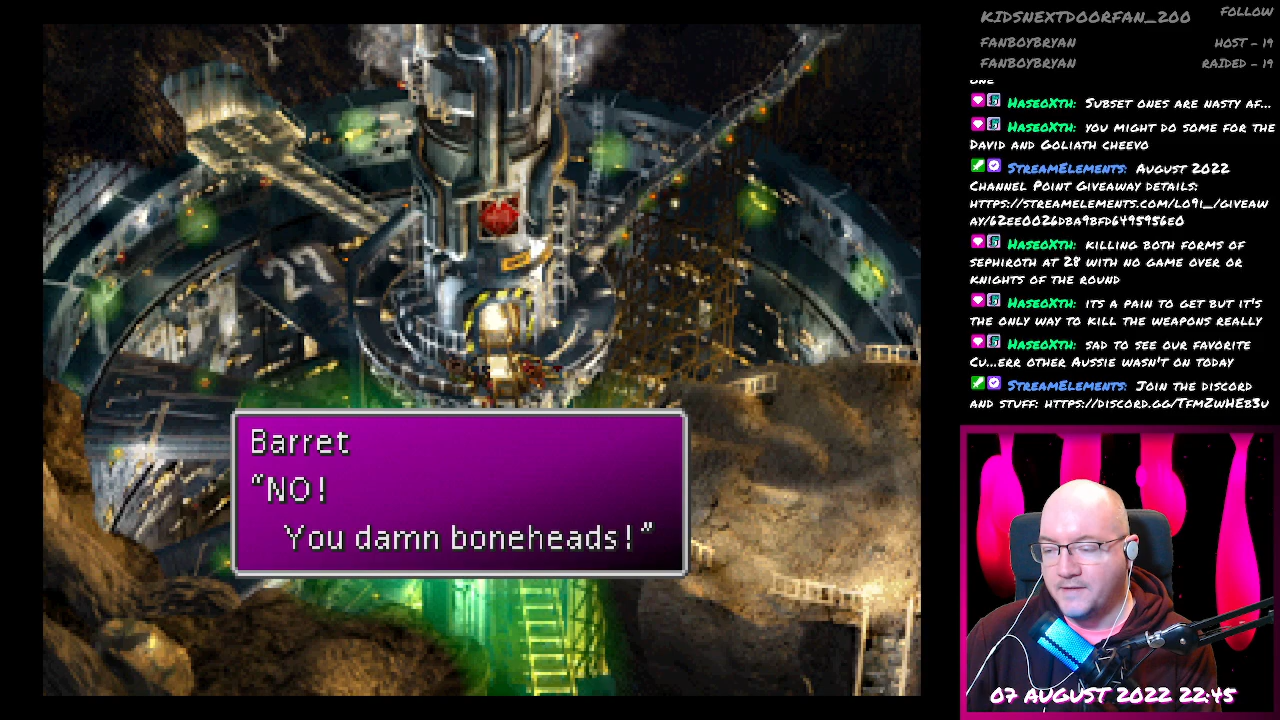 KIDSNEXTDOORFAN_200 FOLLOW
FANBOYBRYAN HOST - 19
FANBOYBRYAN RAIDED - 19
ONE
HaseoXth: Subset ones are nasty af...
HaseoXth: you might do some for the
David and Goliath cheevo
StreamElements: August 2022
Channel Point Giveaway details:
https://streamelements.com/lo9i_/giveaw
ay/62ee0026dba9bfd6495956e0
HaseoXth: killing both forms of
sephiroth at 28 with no game over or
knights of the round
HaseoXth: its a pain to get but it's
the only way to kill the weapons really
HaseoXth: sad to see our favorite
Cu...err other Aussie wasn't on today
StreamElements: Join the discord
and stuff: https://discord.gg/TfmZwHEb3u
27
Barret
“NO!
You damn boneheads!”
07 AUGUST 2022 22:45